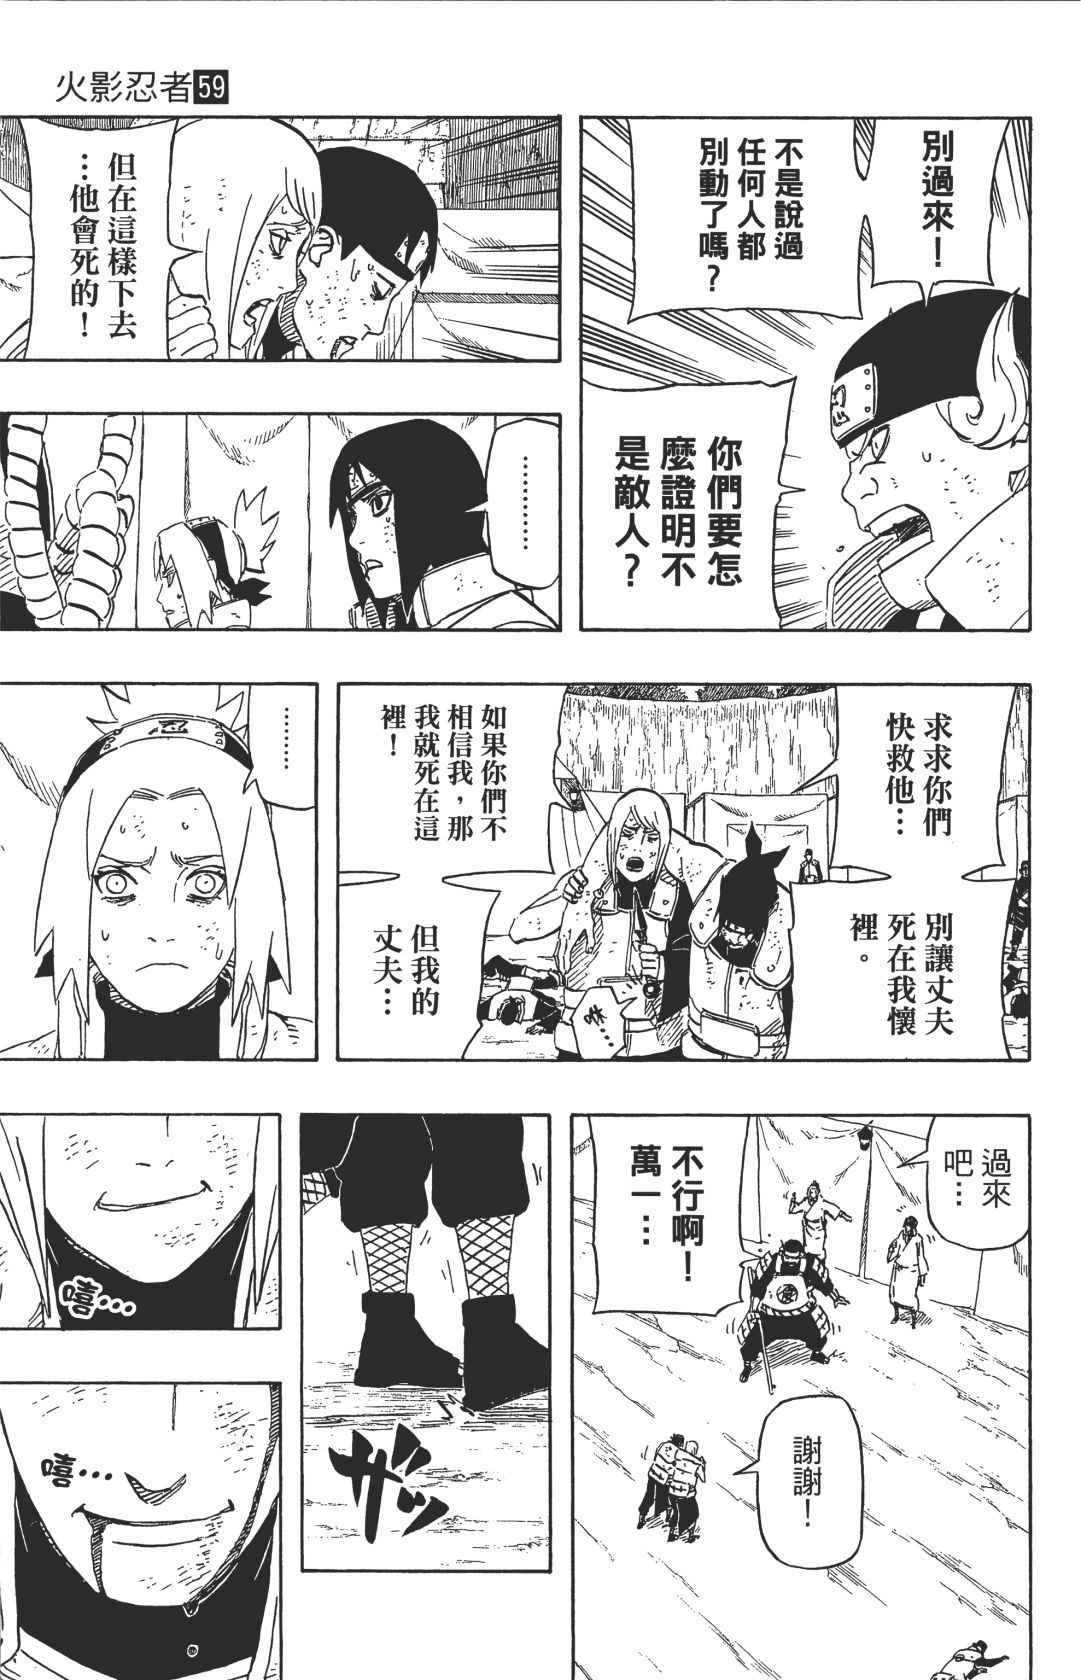 火影忍者59
別過來！
不是說過
任何人都
別動了嗎？
你們要怎
麼證明不
是敵人？
但在這樣下去
…他會死的！
………
求求你們
快救他…
別讓丈夫
死在我懷
裡。
如果你們不
相信我，那
我就死在這
裡！
但我的
丈夫…
咻…
忍
………
過來
吧…
不行啊！
萬一…
謝謝！
ザッ
嘻…
嘻…